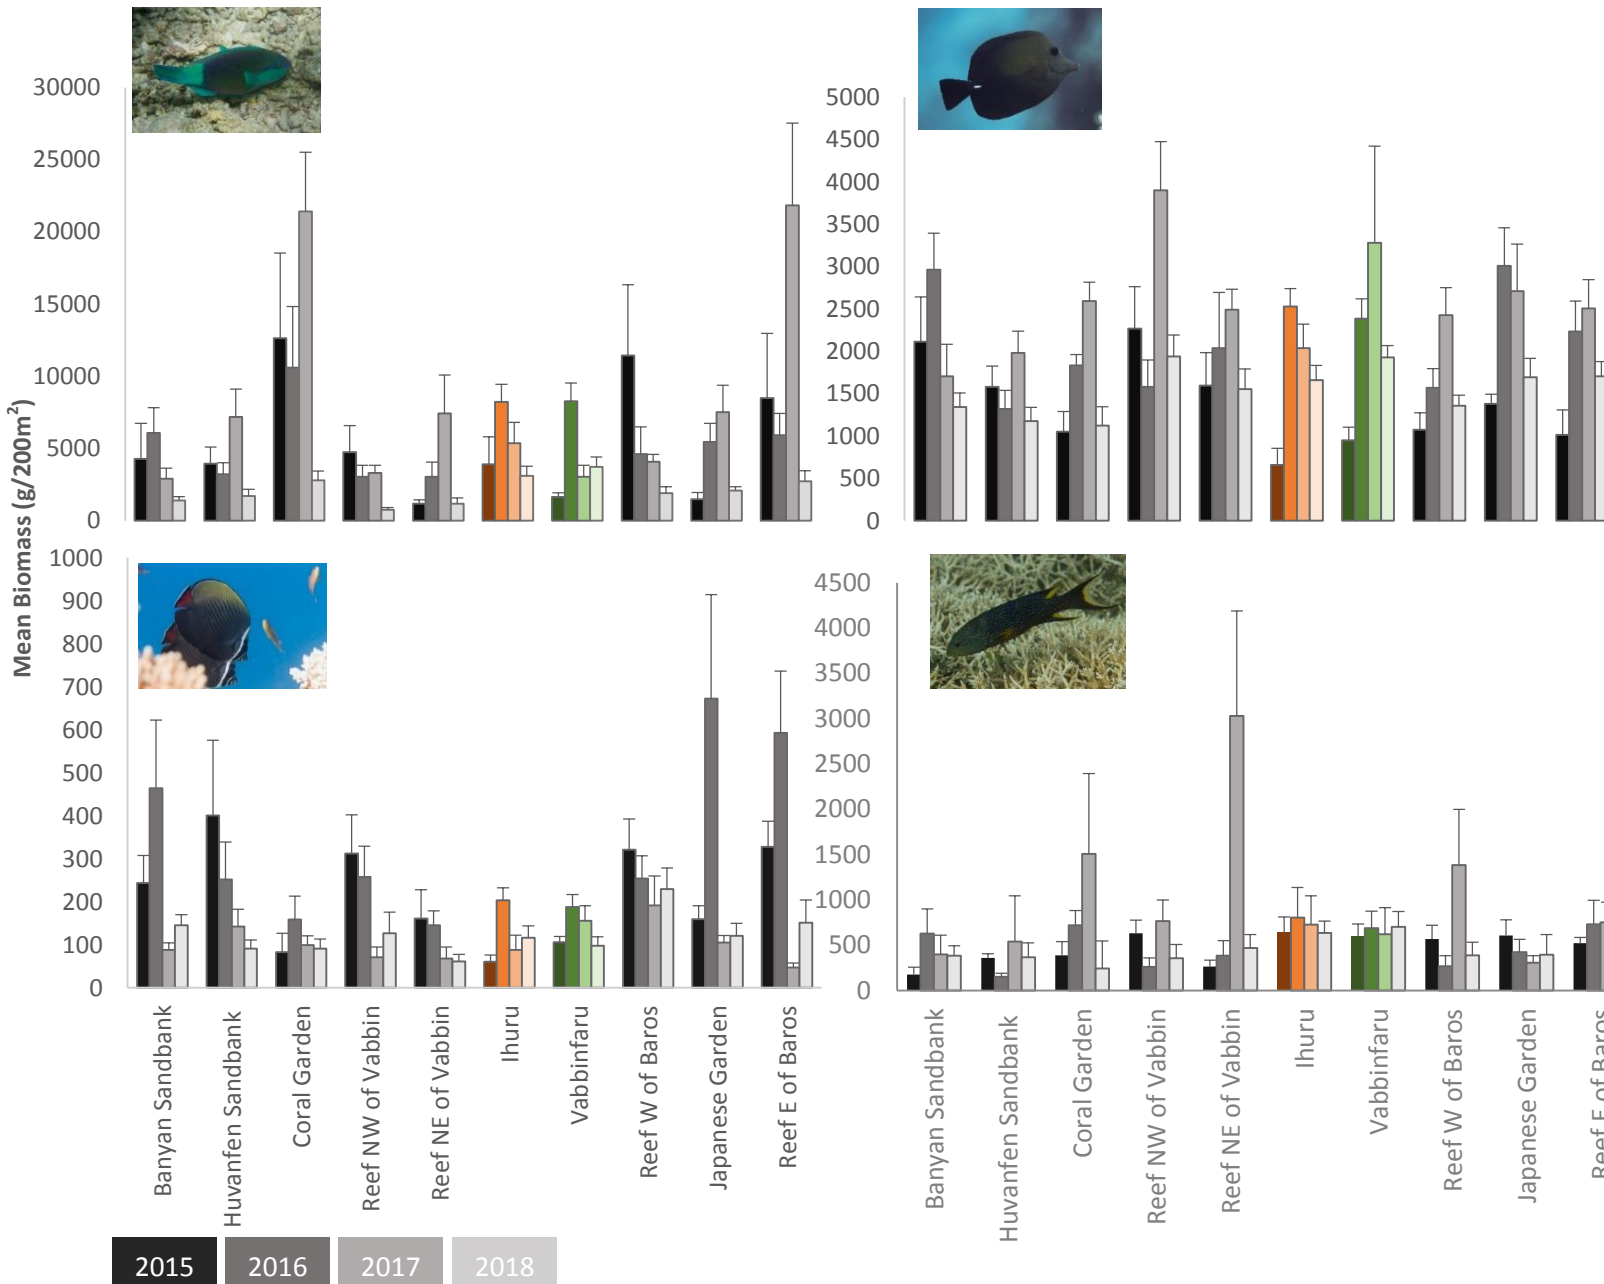 30000
25000
20000
15000
10000
5000
0
5000
4500
4000
3500
3000
2500
2000
1500
1000
500
0
Mean Biomass (g/200m²)
1000
900
800
700
600
500
400
300
200
100
0
4500
4000
3500
3000
2500
2000
1500
1000
500
0
Banyan Sandbank
Huvanfen Sandbank
Coral Garden
Reef NW of Vabbin
Reef NE of Vabbin
Ihuru
Vabbinfaru
Reef W of Baros
Japanese Garden
Reef E of Baros
Banyan Sandbank
Huvanfen Sandbank
Coral Garden
Reef NW of Vabbin
Reef NE of Vabbin
Ihuru
Vabbinfaru
Reef W of Baros
Japanese Garden
Reef E of Baros
2015 2016 2017 2018